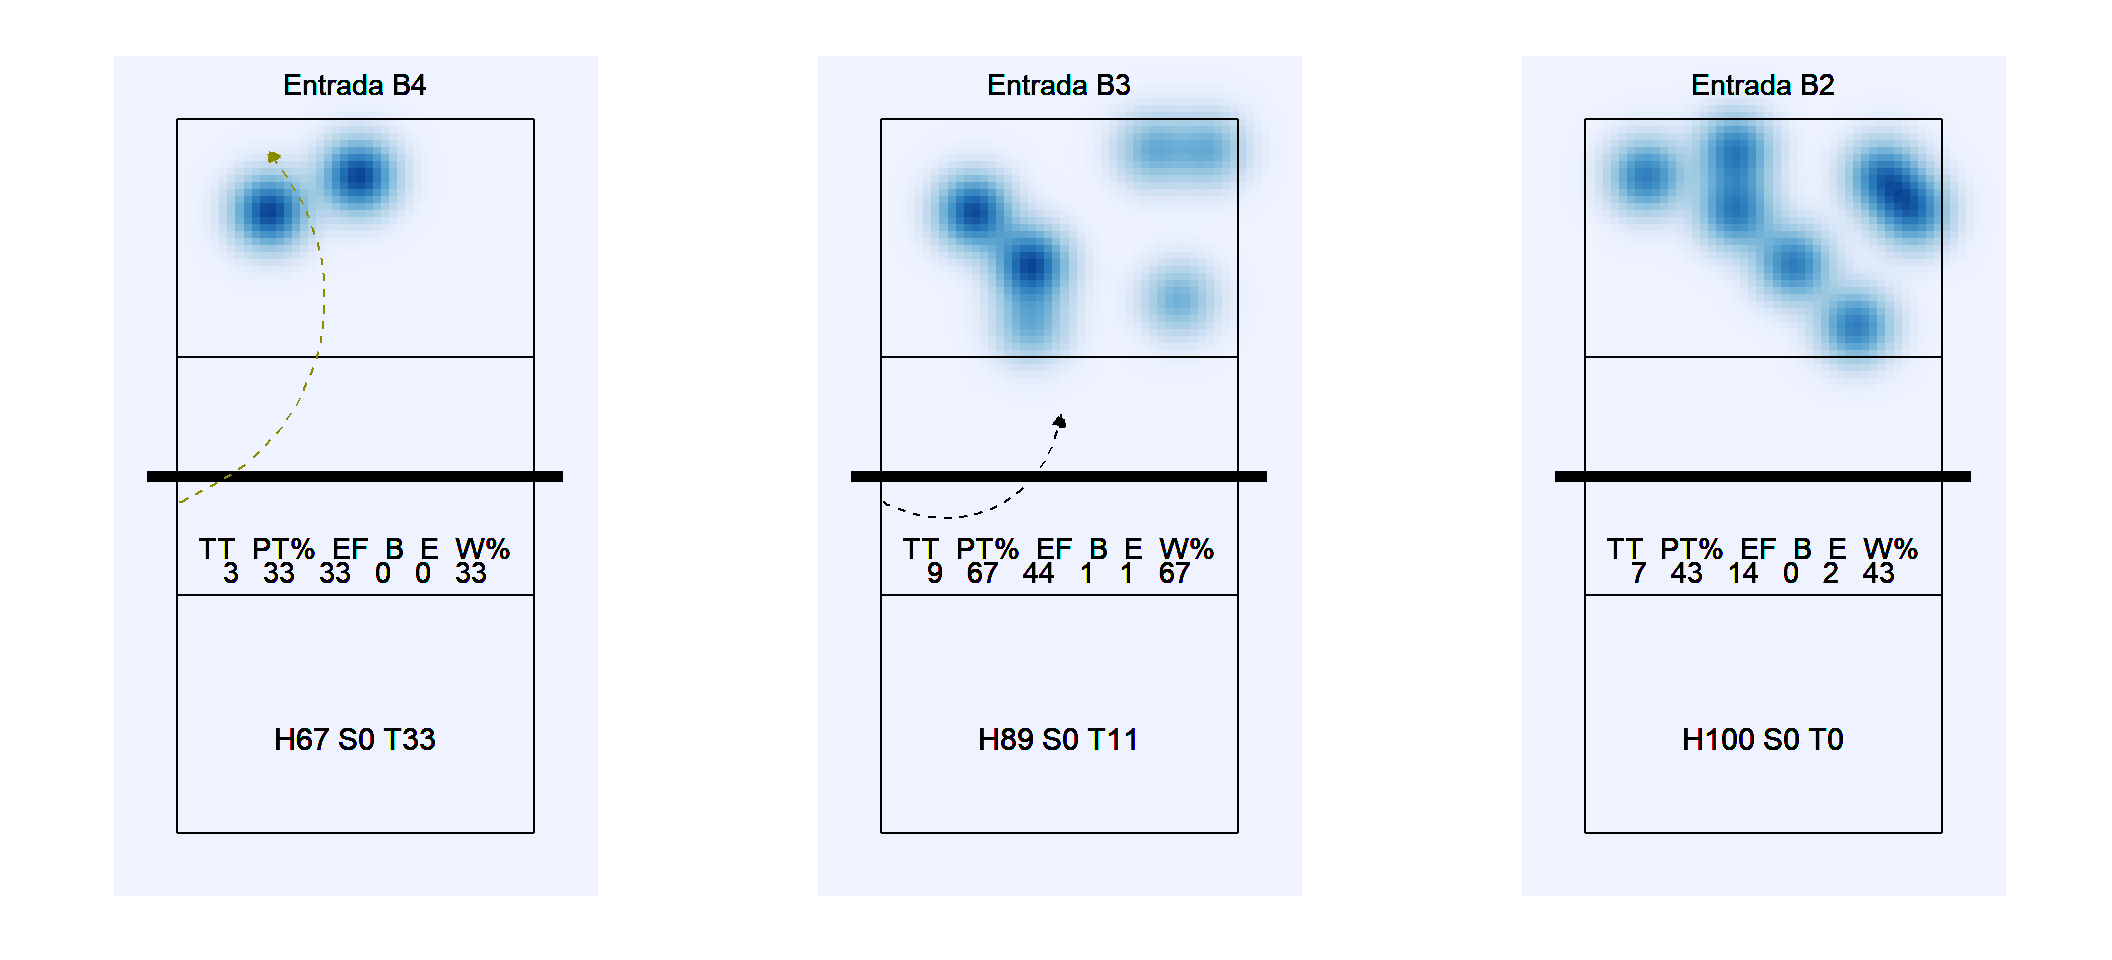 Entrada B4
TT PT% EF B E W%
3 33 33 0 0 33
H67 S0 T33
Entrada B3
TT PT% EF B E W%
9 67 44 1 1 67
H89 S0 T11
Entrada B2
TT PT% EF B E W%
7 43 14 0 2 43
H100 S0 T0